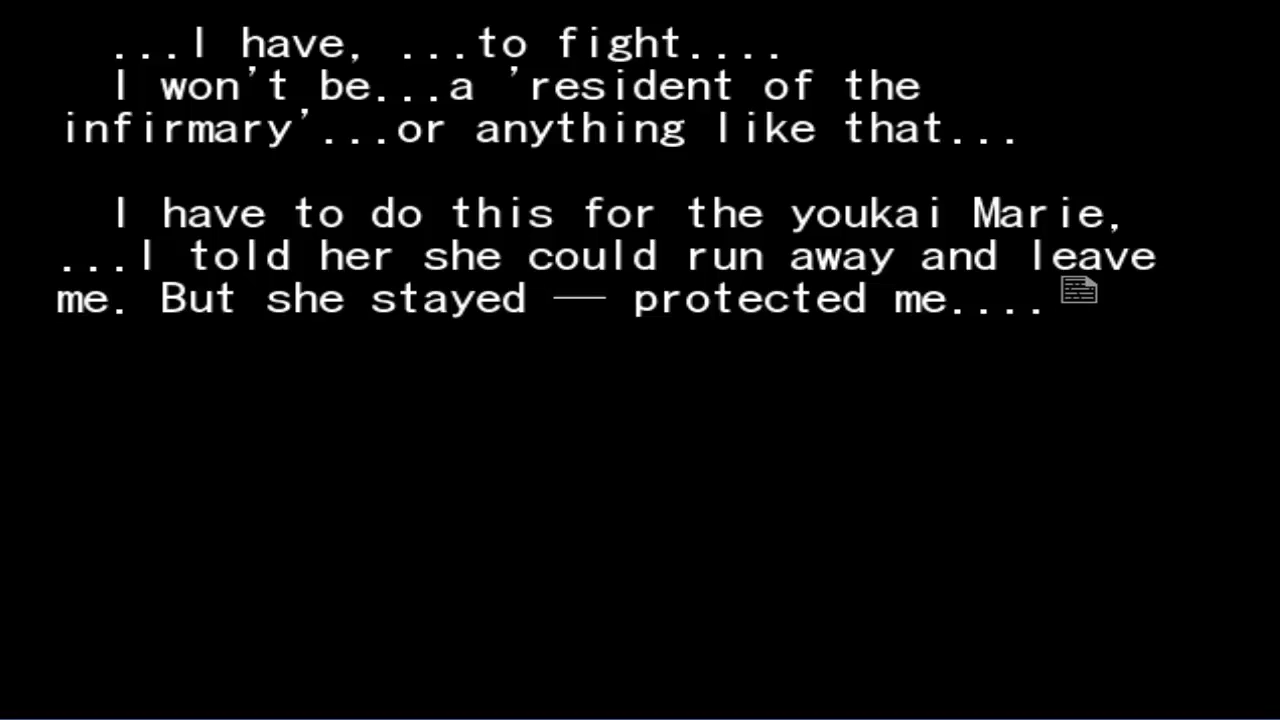 ...I have, ...to fight....
I won't be...a 'resident of the
infirmary'...or anything like that...
I have to do this for the youkai Marie,
...I told her she could run away and leave
me. But she stayed ── protected me....